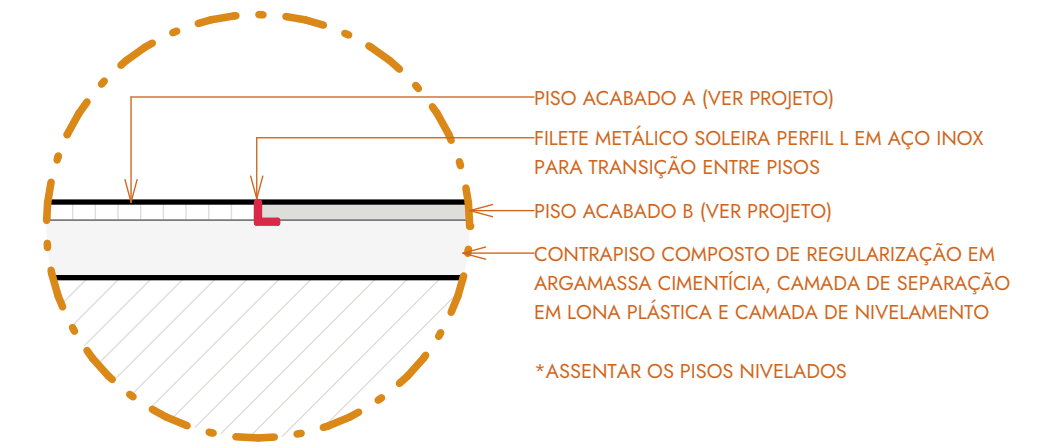 PISO ACABADO A (VER PROJETO)
FILETE METÁLICO SOLEIRA PERFIL L EM AÇO INOX
PARA TRANSIÇÃO ENTRE PISOS
PISO ACABADO B (VER PROJETO)
CONTRAPISO COMPOSTO DE REGULARIZAÇÃO EM
ARGAMASSA CIMENTÍCIA, CAMADA DE SEPARAÇÃO
EM LONA PLÁSTICA E CAMADA DE NIVELAMENTO
*ASSENTAR OS PISOS NIVELADOS